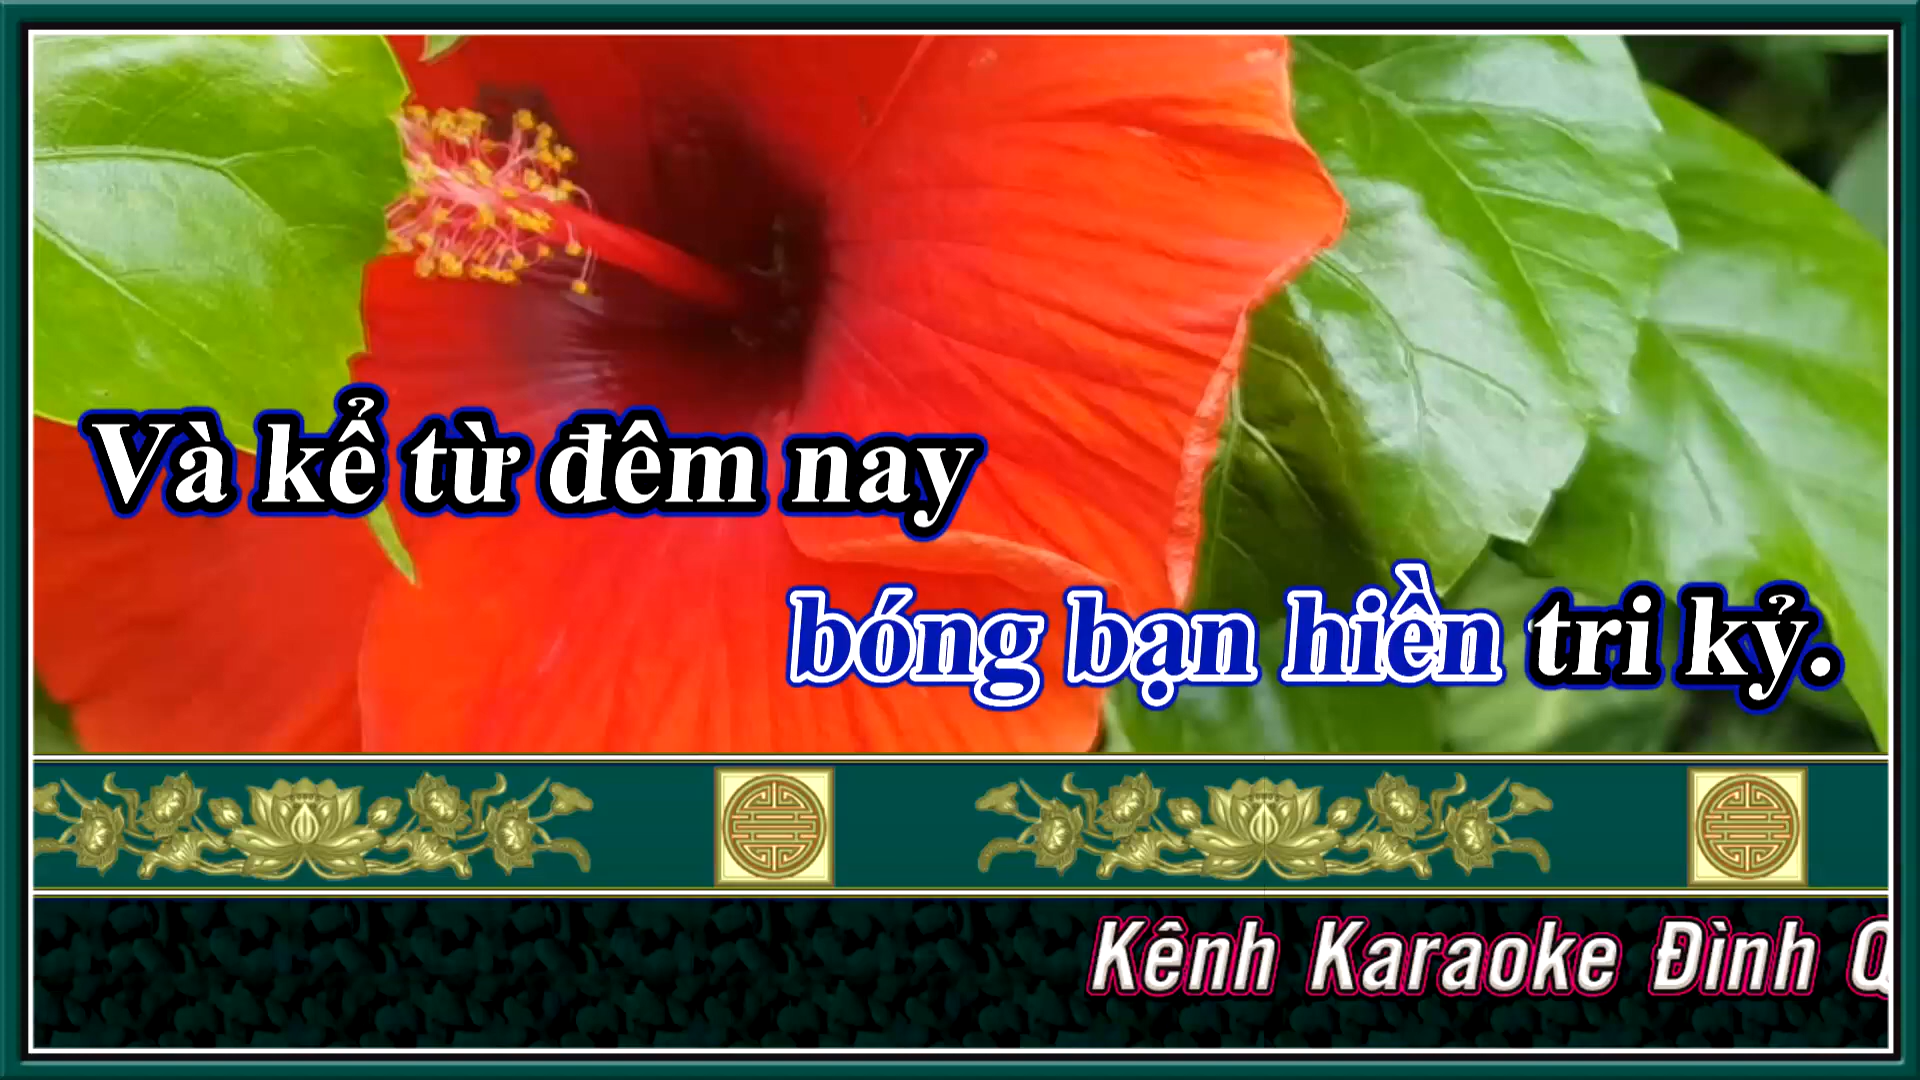 Và kể từ đêm nay
bóng bạn hiền tri kỷ.
Kênh Karaoke Đình